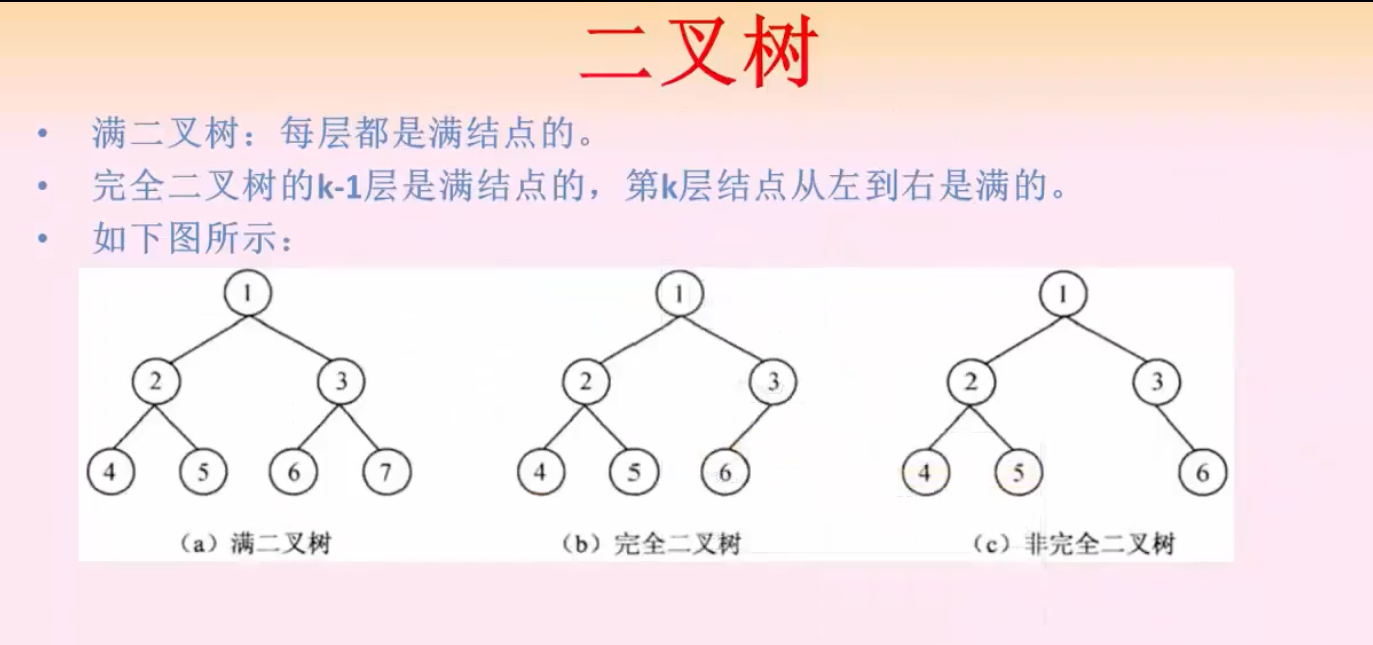 二叉树
• 满二叉树：每层都是满结点的。
• 完全二叉树的k-1层是满结点的，第k层结点从左到右是满的。
• 如下图所示：
1 1 1
2 3 2 3 2 3
4 5 6 7 4 5 6 4 5 6
（a）满二叉树 （b）完全二叉树 （c）非完全二叉树